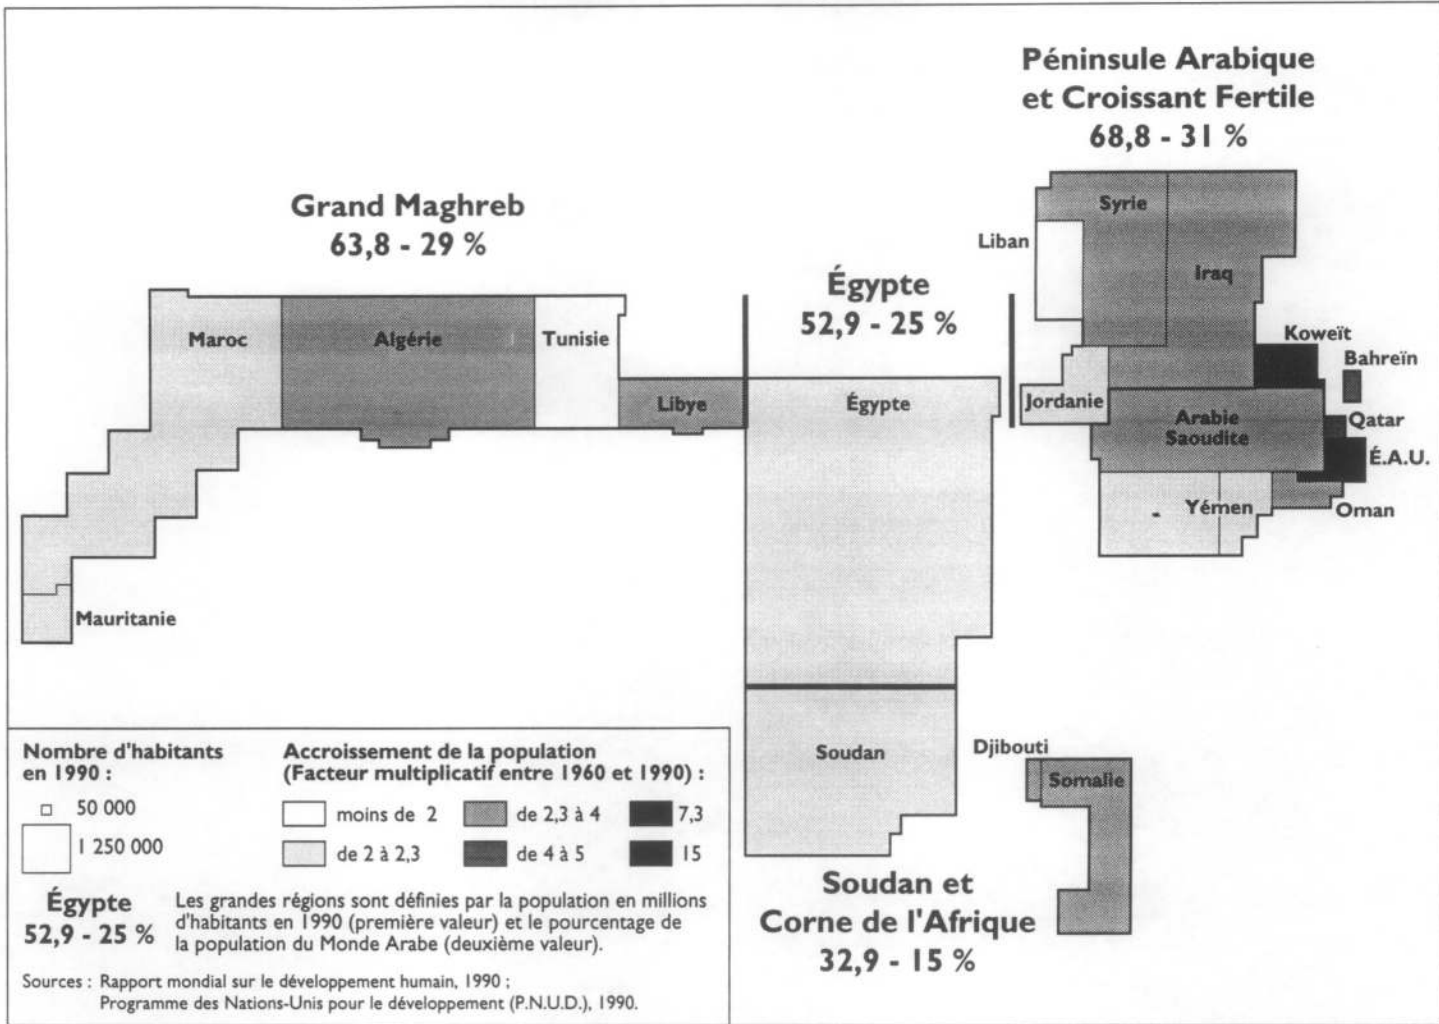 Péninsule Arabique
et Croissant Fertile
68,8 - 31 %
Grand Maghreb
63,8 - 29 %
Égypte
52,9 - 25 %
Syrie
Liban
Iraq
Koweït
Bahreïn
Jordanie
Arabie
Saoudite
Qatar
É.A.U.
Yémen
Oman
Maroc
Algérie
Tunisie
Libye
Égypte
Mauritanie
Soudan
Djibouti
Somalie
Soudan et
Corne de l'Afrique
32,9 - 15 %
Nombre d'habitants
en 1990 :
50 000
1 250 000
Accroissement de la population
(Facteur multiplicatif entre 1960 et 1990) :
moins de 2
de 2,3 à 4
7,3
de 2 à 2,3
de 4 à 5
15
Égypte
52,9 - 25 %
Les grandes régions sont définies par la population en millions
d'habitants en 1990 (première valeur) et le pourcentage de
la population du Monde Arabe (deuxième valeur).
Sources : Rapport mondial sur le développement humain, 1990 ;
Programme des Nations-Unis pour le développement (P.N.U.D.), 1990.